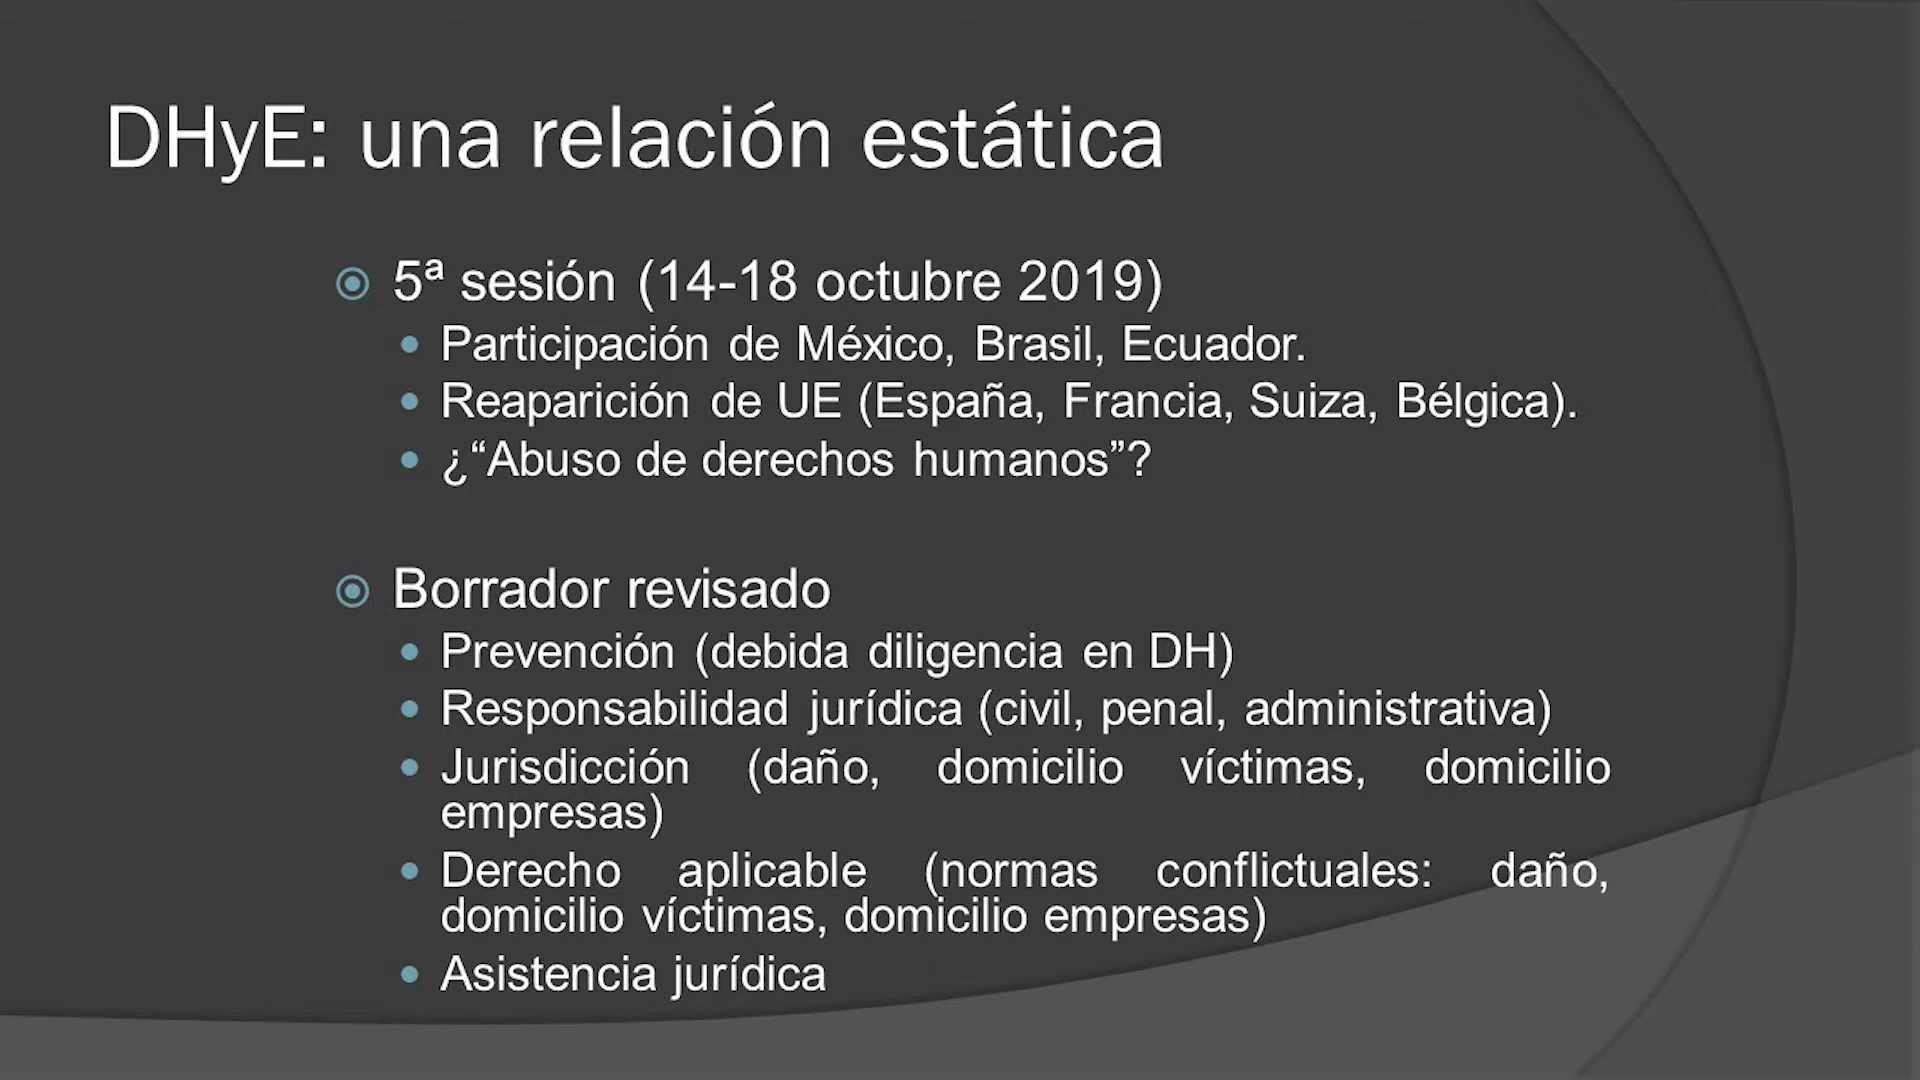 DHyE: una relación estática
5ª sesión (14-18 octubre 2019)
Participación de México, Brasil, Ecuador.
Reaparición de UE (España, Francia, Suiza, Bélgica).
¿“Abuso de derechos humanos”?
Borrador revisado
Prevención (debida diligencia en DH)
Responsabilidad jurídica (civil, penal, administrativa)
Jurisdicción (daño, domicilio víctimas, domicilio
empresas)
Derecho aplicable (normas conflictuales: daño,
domicilio víctimas, domicilio empresas)
Asistencia jurídica